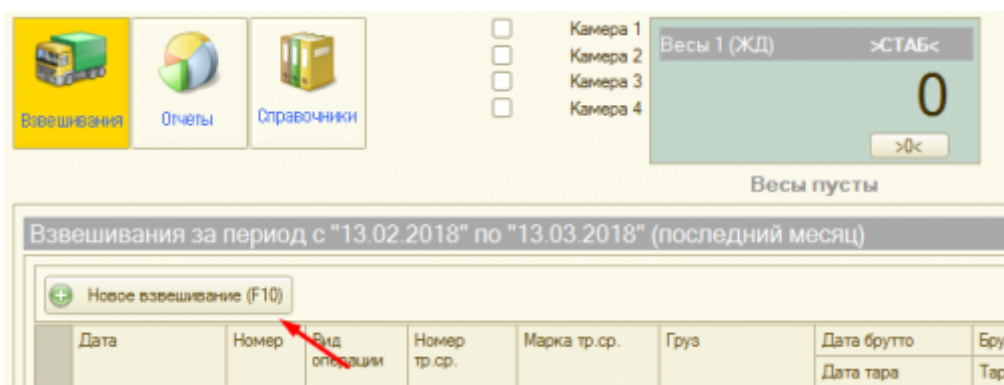 Взвешивания
Отчеты
Справочники
Камера 1
Камера 2
Камера 3
Камера 4
Весы 1 (ЖД) >СТАБ<
0
>0<
Весы пусты
Взвешивания за период с "13.02.2018" по "13.03.2018" (последний месяц)
Новое взвешивание (F10)
Дата Номер Вид операции Номер тр.ср. Марка тр.ср. Груз Дата брутто
Дата тара